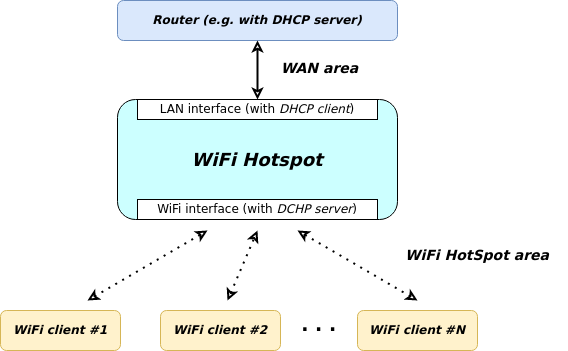 Router (e.g. with DHCP server)
WAN area
LAN interface (with DHCP client)
WiFi Hotspot
WiFi interface (with DCHP server)
WiFi HotSpot area
WiFi client #1
WiFi client #2
· · ·
WiFi client #N